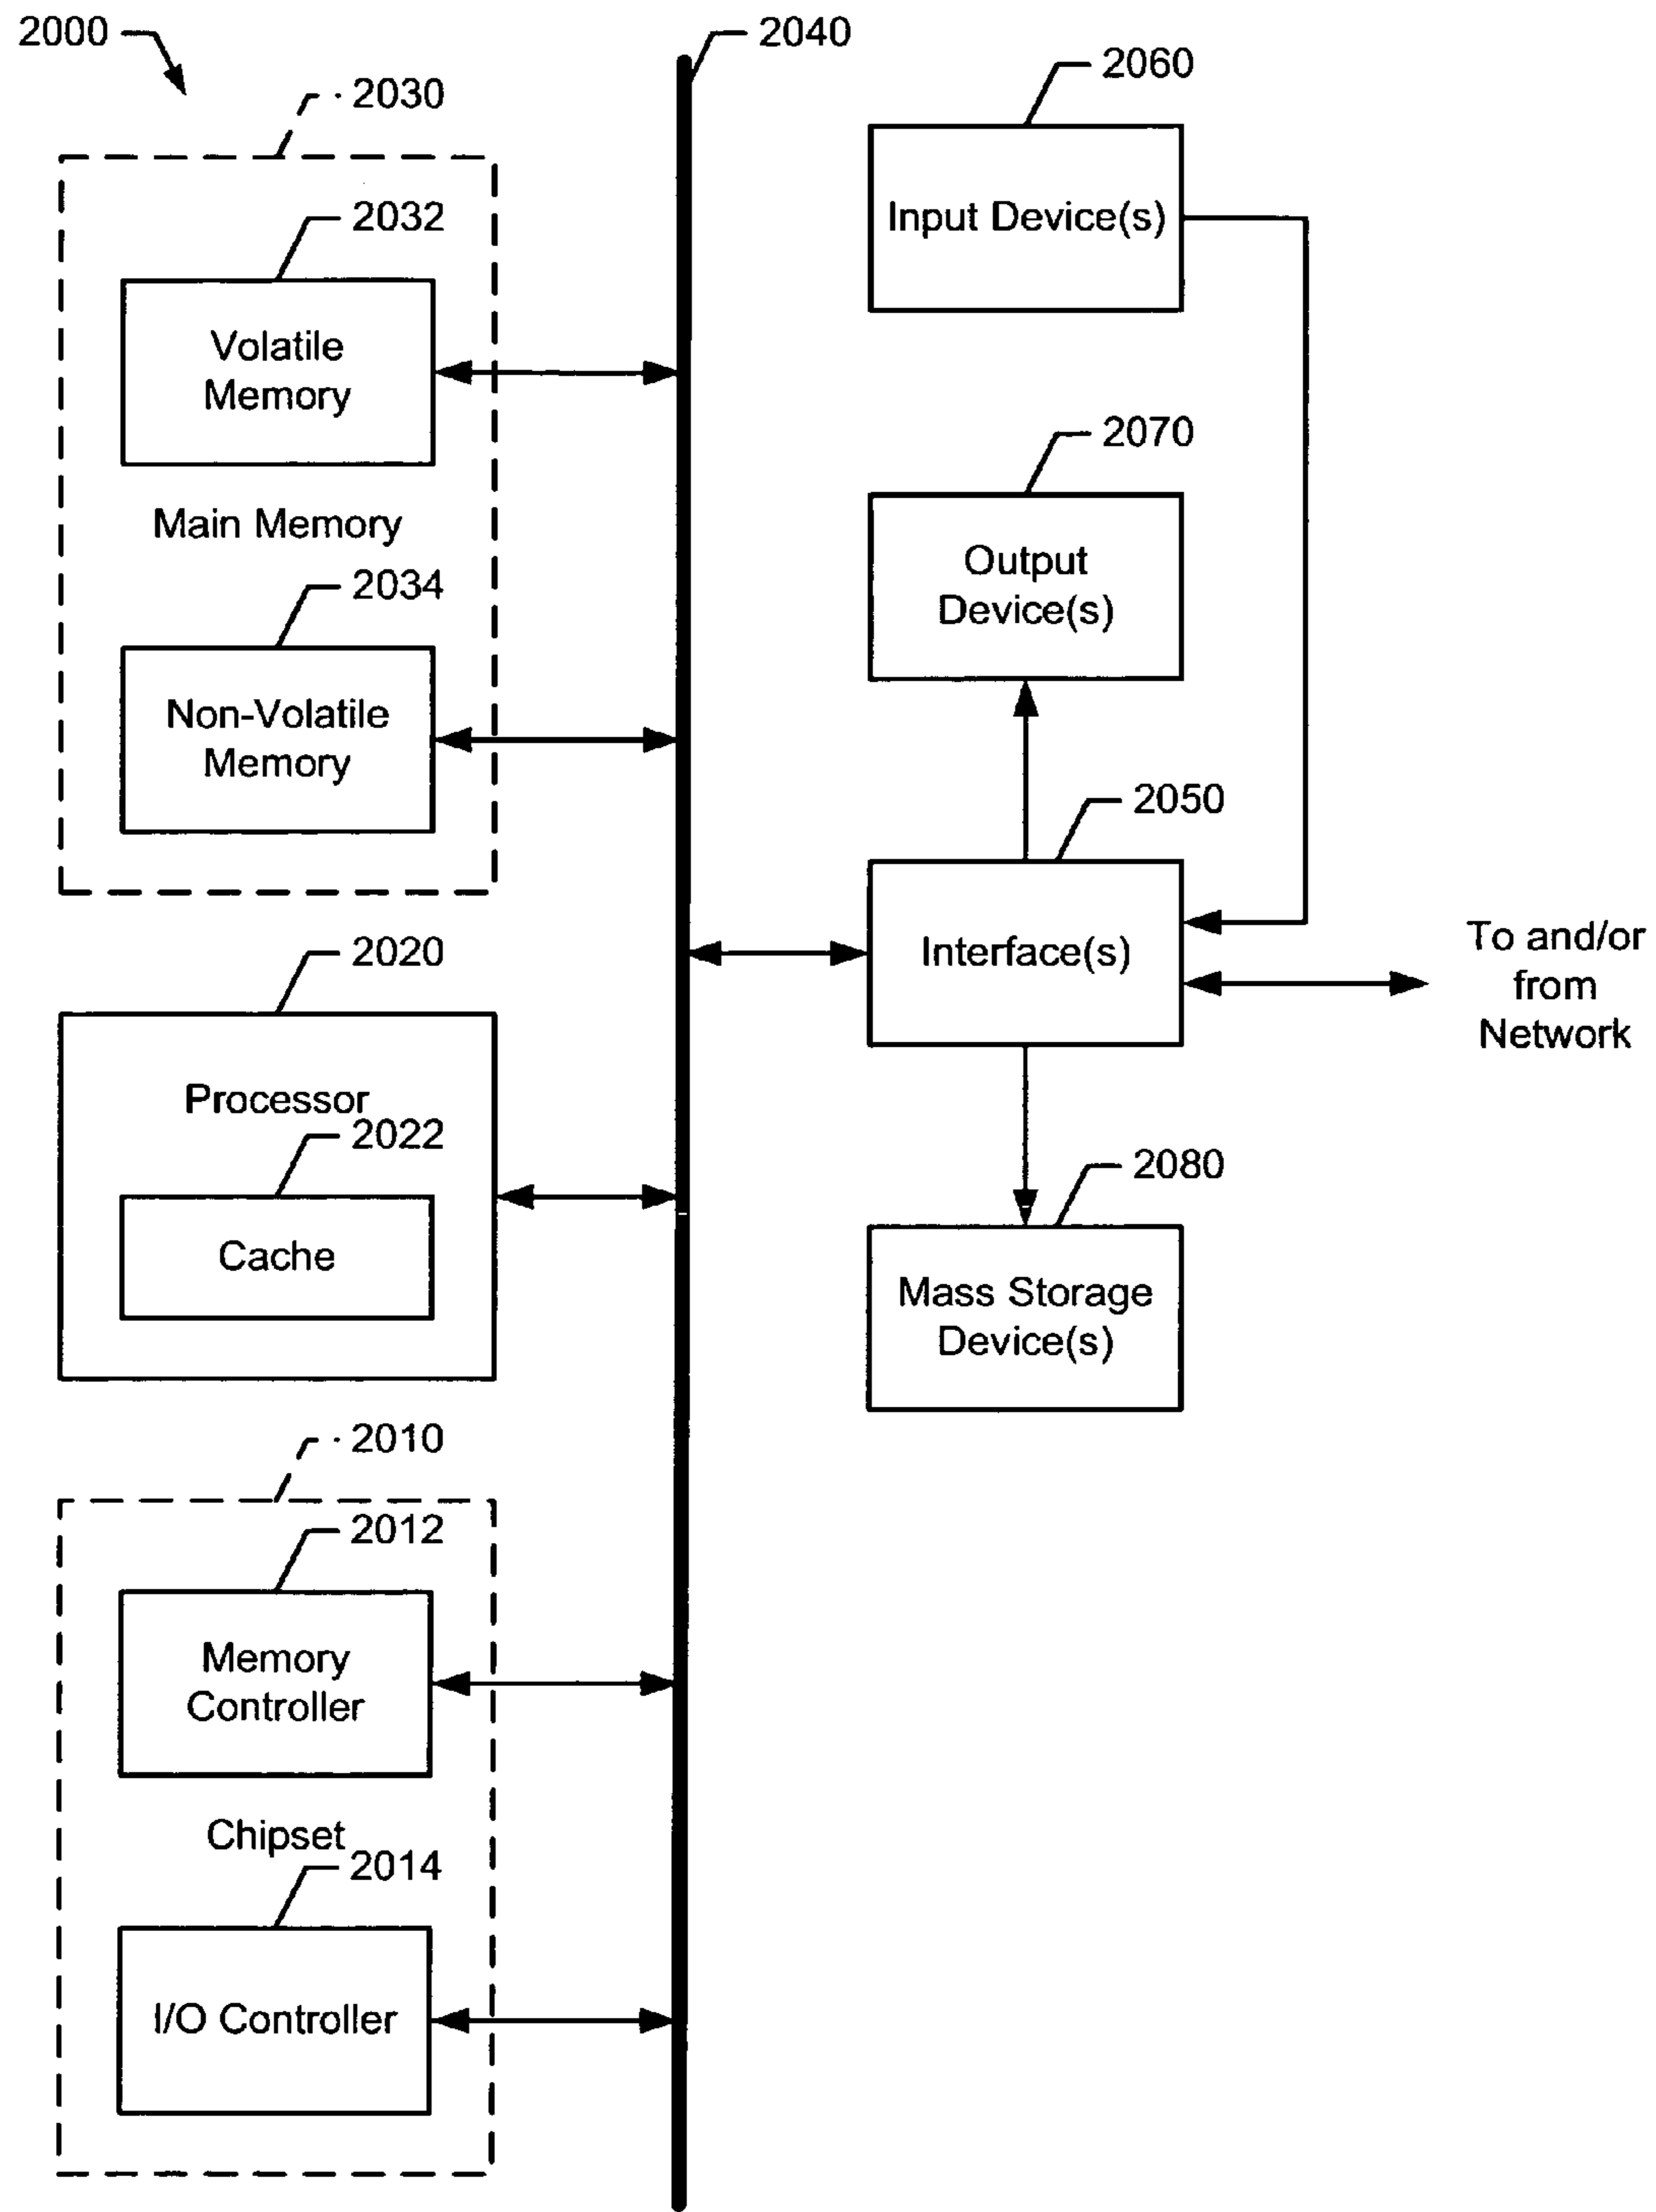 2000
2040
2060
2030
2032
Input Device(s)
Volatile
Memory
2070
Main Memory
Output
Device(s)
2034
Non-Volatile
Memory
2050
2020
Interface(s)
To and/or
from
Network
Processor
2022
2080
Cache
Mass Storage
Device(s)
2010
2012
Memory
Controller
Chipset
2014
I/O Controller